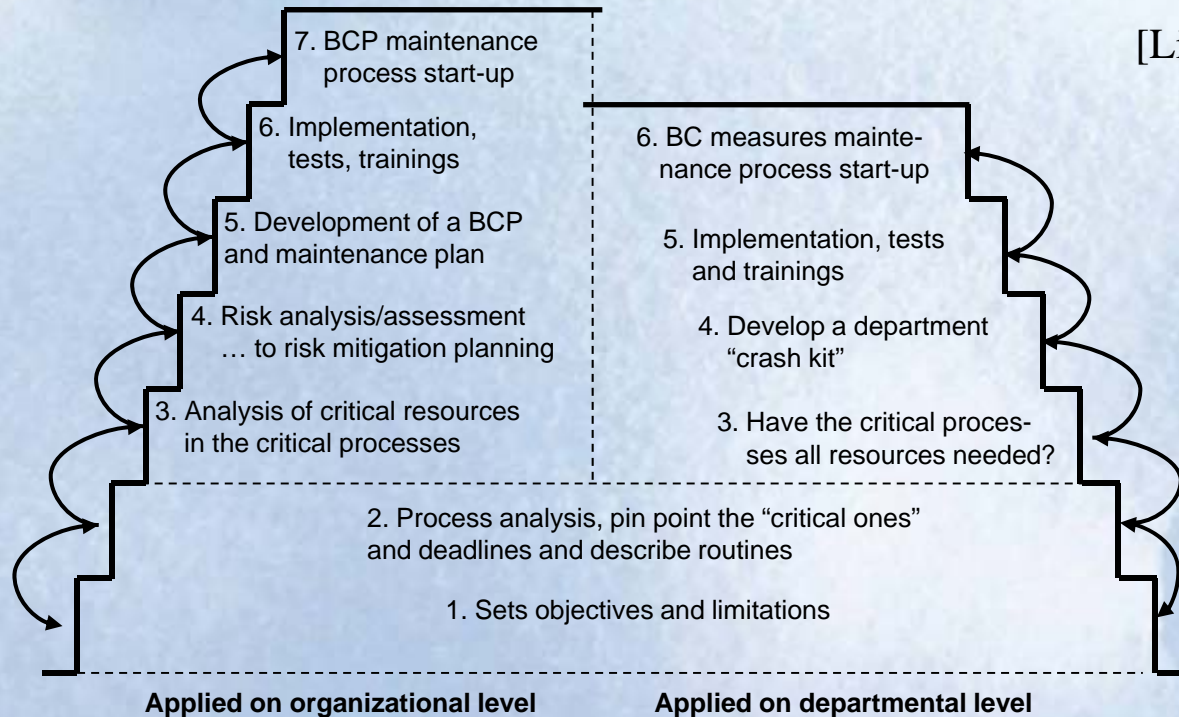 [Li
7. BCP maintenance
process start-up
6. Implementation,
tests, trainings
5. Development of a BCP
and maintenance plan
4. Risk analysis/assessment
… to risk mitigation planning
3. Analysis of critical resources
in the critical processes
6. BC measures mainte-
nance process start-up
5. Implementation, tests
and trainings
4. Develop a department
“crash kit”
3. Have the critical proces-
ses all resources needed?
2. Process analysis, pin point the “critical ones”
and deadlines and describe routines
1. Sets objectives and limitations
Applied on organizational level
Applied on departmental level